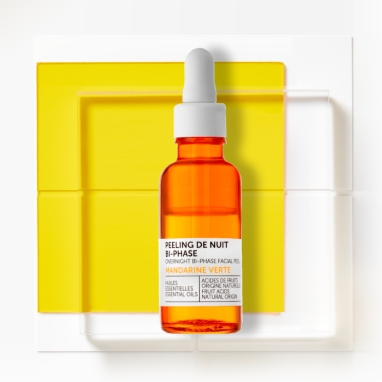 PEELING DE NUIT
BI-PHASE
OVERNIGHT BI-PHASE FACIAL PEEL
MANDARINE VERTE
HUILES
ESSENTIELLES
ESSENTIAL OILS
ACIDES DE FRUITS
ORIGINE NATURELLE
FRUIT ACIDS
NATURAL ORIGIN